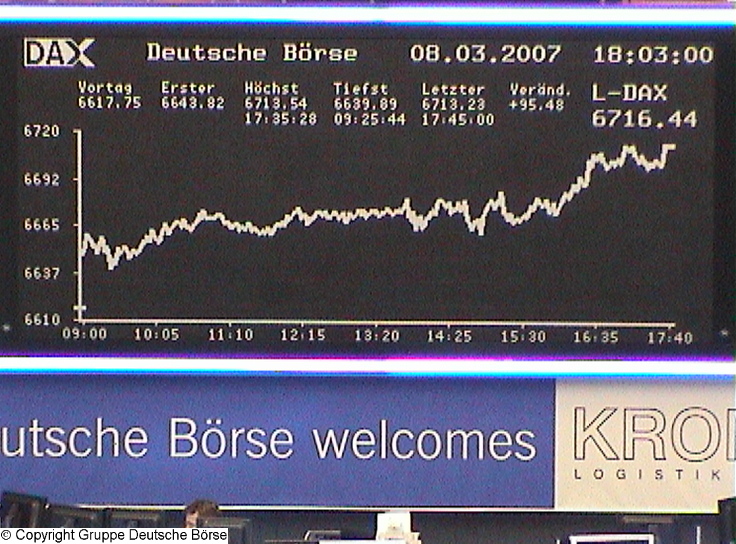 DAX Deutsche Börse 08.03.2007 18:03:00
Vortag Erster Höchst Tiefst Letzter Veränd. L-DAX
6617.75 6643.82 6713.54 6639.89 6713.23 +95.48 6716.44
17:35:28 09:25:44 17:45:00
6720
6692
6665
6637
6610
09:00 10:05 11:10 12:15 13:20 14:25 15:30 16:35 17:40
utsche Börse welcomes
KRO
LOGISTIK
© Copyright Gruppe Deutsche Börse